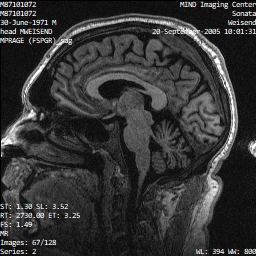 M87101072
MIND Imaging Center
M87101072
Sonata
30-June-1971 M
Weisend
head MWEISEND
20-September-2005 10:01:31
MPRAGE (FSPGR)_sag
ST: 1.30 SL: 3.52
RT: 2730.00 ET: 3.25
FS: 1.49
MR
Images: 67/128
Series: 2
WL: 394 WW: 800